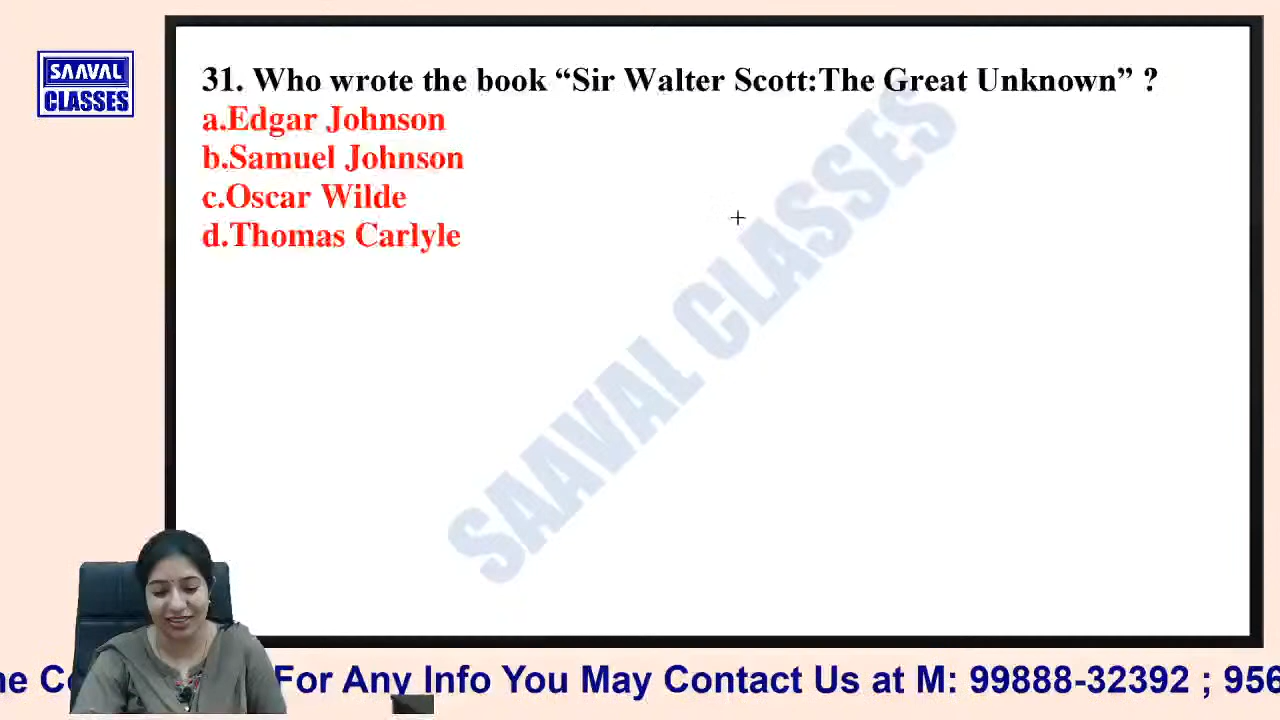 SAAVAL
CLASSES
31. Who wrote the book “Sir Walter Scott:The Great Unknown” ?
a.Edgar Johnson
b.Samuel Johnson
c.Oscar Wilde
d.Thomas Carlyle
SAAVAL CLASSES
For Any Info You May Contact Us at M: 99888-32392 ; 956